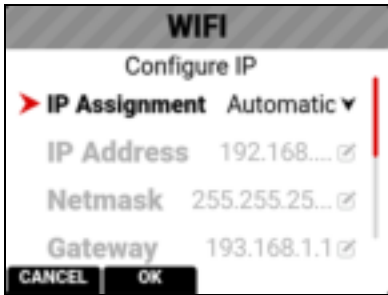 WIFI
Configure IP
IP Assignment Automatic
IP Address 192.168....
Netmask 255.255.25...
Gateway 193.168.1.1
CANCEL OK